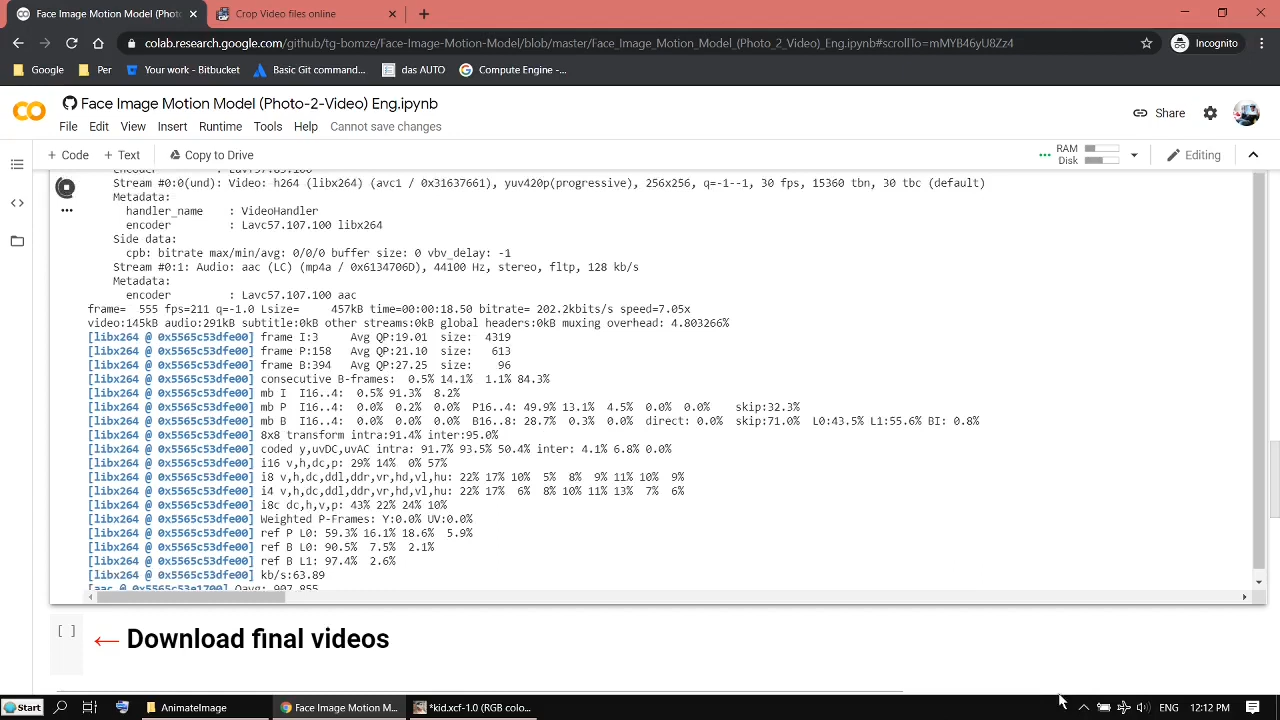 Face Image Motion Model (Photo
Crop Video files online
colab.research.google.com/github/tg-bomze/Face-Image-Motion-Model/blob/master/Face_Image_Motion_Model_(Photo_2_Video)_Eng.ipynb#scrollTo=mMYB46yU8Zz4
Incognito
Google
Per
Your work - Bitbucket
Basic Git command...
das AUTO
Compute Engine -...
Face Image Motion Model (Photo-2-Video) Eng.ipynb
Share
File Edit View Insert Runtime Tools Help Cannot save changes
+ Code + Text Copy to Drive
RAM
Disk
Editing
Stream #0:0(und): Video: h264 (libx264) (avc1 / 0x31637661), yuv420p(progressive), 256x256, q=-1--1, 30 fps, 15360 tbn, 30 tbc (default)
Metadata:
handler_name : VideoHandler
encoder : Lavc57.107.100 libx264
Side data:
cpb: bitrate max/min/avg: 0/0/0 buffer size: 0 vbv_delay: -1
Stream #0:1: Audio: aac (LC) (mp4a / 0x6134706D), 44100 Hz, stereo, fltp, 128 kb/s
Metadata:
encoder : Lavc57.107.100 aac
frame= 555 fps=211 q=-1.0 Lsize= 457kB time=00:00:18.50 bitrate= 202.2kbits/s speed=7.05x
video:145kB audio:291kB subtitle:0kB other streams:0kB global headers:0kB muxing overhead: 4.803266%
[libx264 @ 0x5565c53dfe00] frame I:3 Avg QP:19.01 size: 4319
[libx264 @ 0x5565c53dfe00] frame P:158 Avg QP:21.10 size: 613
[libx264 @ 0x5565c53dfe00] frame B:394 Avg QP:27.25 size: 96
[libx264 @ 0x5565c53dfe00] consecutive B-frames: 0.5% 14.1% 1.1% 84.3%
[libx264 @ 0x5565c53dfe00] mb I I16..4: 0.5% 91.3% 8.2%
[libx264 @ 0x5565c53dfe00] mb P I16..4: 0.0% 0.2% 0.0% P16..4: 49.9% 13.1% 4.5% 0.0% 0.0% skip:32.3%
[libx264 @ 0x5565c53dfe00] mb B I16..4: 0.0% 0.0% 0.0% B16..8: 28.7% 0.3% 0.0% direct: 0.0% skip:71.0% L0:43.5% L1:55.6% BI: 0.8%
[libx264 @ 0x5565c53dfe00] 8x8 transform intra:91.4% inter:95.0%
[libx264 @ 0x5565c53dfe00] coded y,uvDC,uvAC intra: 91.7% 93.5% 50.4% inter: 4.1% 6.8% 0.0%
[libx264 @ 0x5565c53dfe00] i16 v,h,dc,p: 29% 14% 0% 57%
[libx264 @ 0x5565c53dfe00] i8 v,h,dc,ddl,ddr,vr,hd,vl,hu: 22% 17% 10% 5% 8% 9% 11% 10% 9%
[libx264 @ 0x5565c53dfe00] i4 v,h,dc,ddl,ddr,vr,hd,vl,hu: 22% 17% 6% 8% 10% 11% 13% 7% 6%
[libx264 @ 0x5565c53dfe00] i8c dc,h,v,p: 43% 22% 24% 10%
[libx264 @ 0x5565c53dfe00] Weighted P-Frames: Y:0.0% UV:0.0%
[libx264 @ 0x5565c53dfe00] ref P L0: 59.3% 16.1% 18.6% 5.9%
[libx264 @ 0x5565c53dfe00] ref B L0: 90.5% 7.5% 2.1%
[libx264 @ 0x5565c53dfe00] ref B L1: 97.4% 2.6%
[libx264 @ 0x5565c53dfe00] kb/s:63.89
[aac @ 0x5565c53e1700] Qavg: 907.855
[ ] ← Download final videos
Start
AnimateImage
Face Image Motion M...
*kid.xcf-1.0 (RGB colo...
ENG
12:12 PM